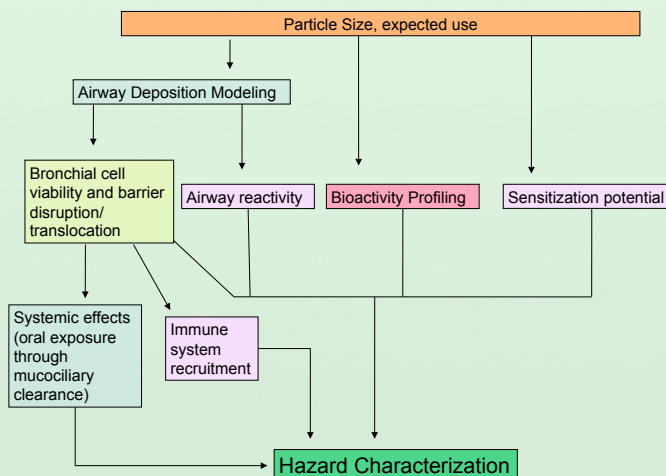 Particle Size, expected use
Airway Deposition Modeling
Bronchial cell
viability and barrier
disruption/
translocation
Airway reactivity
Bioactivity Profiling
Sensitization potential
Systemic effects
(oral exposure
through
mucociliary
clearance)
Immune
system
recruitment
Hazard Characterization